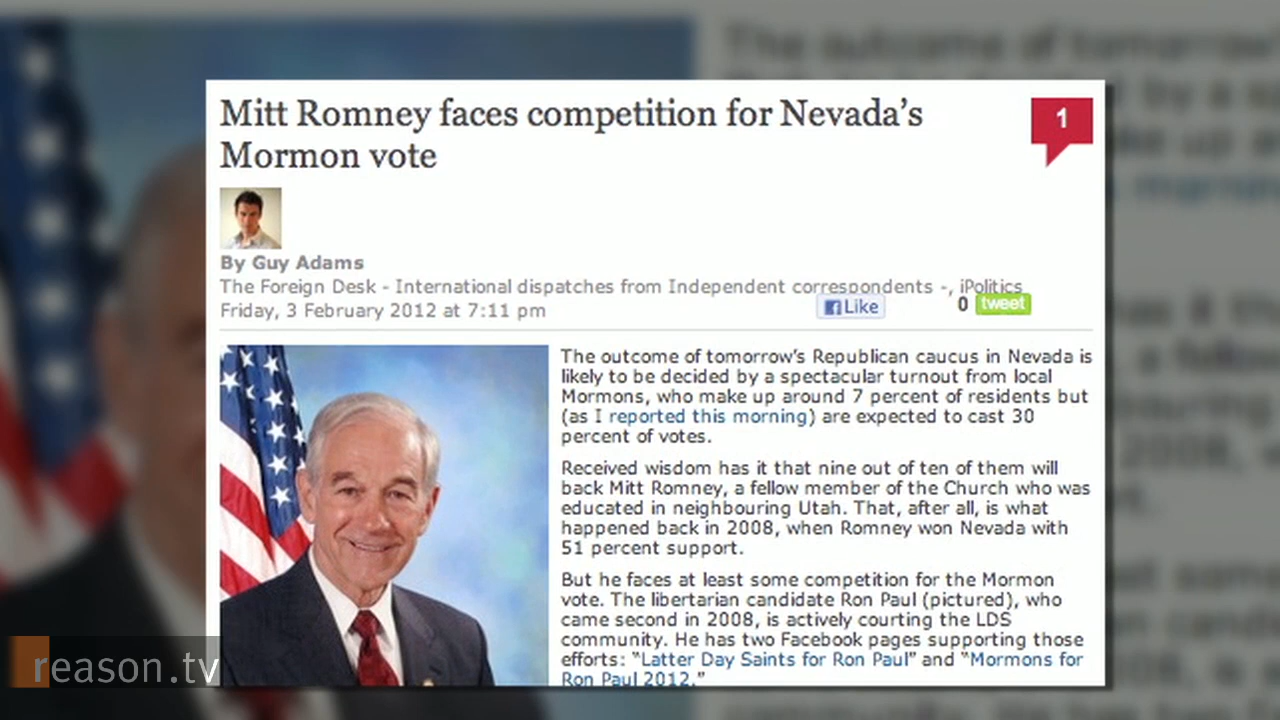 Mitt Romney faces competition for Nevada's
Mormon vote
1
By Guy Adams
The Foreign Desk - International dispatches from Independent correspondents -, iPolitics
Friday, 3 February 2012 at 7:11 pm
Like
0 tweet
The outcome of tomorrow's Republican caucus in Nevada is
likely to be decided by a spectacular turnout from local
Mormons, who make up around 7 percent of residents but
(as I reported this morning) are expected to cast 30
percent of votes.
Received wisdom has it that nine out of ten of them will
back Mitt Romney, a fellow member of the Church who was
educated in neighbouring Utah. That, after all, is what
happened back in 2008, when Romney won Nevada with
51 percent support.
But he faces at least some competition for the Mormon
vote. The libertarian candidate Ron Paul (pictured), who
came second in 2008, is actively courting the LDS
community. He has two Facebook pages supporting those
efforts: "Latter Day Saints for Ron Paul" and "Mormons for
Ron Paul 2012."
reason.tv